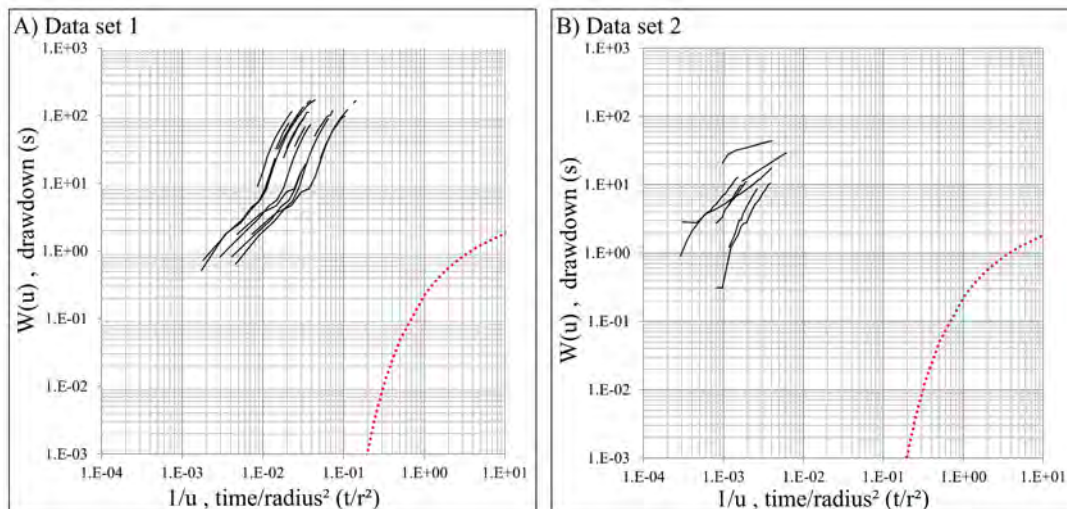 A) Data set 1
1.E+03
1.E+02
1.E+01
1.E+00
1.E-01
1.E-02
1.E-03
W(u) , drawdown (s)
1.E-04 1.E-03 1.E-02 1.E-01 1.E+00 1.E+01
1/u , time/radius² (t/r²)
B) Data set 2
1.E+03
1.E+02
1.E+01
1.E+00
1.E-01
1.E-02
1.E-03
W(u) , drawdown (s)
1.E-04 1.E-03 1.E-02 1.E-01 1.E+00 1.E+01
1/u , time/radius² (t/r²)